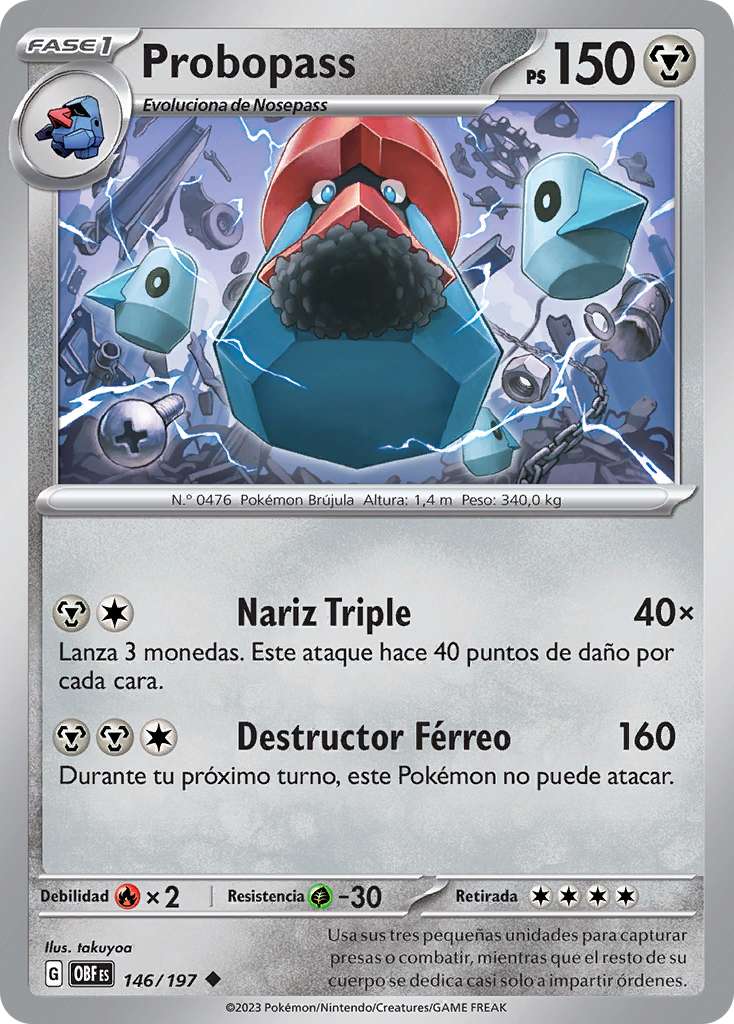 FASE 1
Probopass
PS 150
Evoluciona de Nosepass
N.º 0476 Pokémon Brújula Altura: 1,4 m Peso: 340,0 kg
Nariz Triple 40×
Lanza 3 monedas. Este ataque hace 40 puntos de daño por
cada cara.
Destructor Férreo 160
Durante tu próximo turno, este Pokémon no puede atacar.
Debilidad ×2 Resistencia -30 Retirada
Ilus. takuyoa
Usa sus tres pequeñas unidades para capturar
presas o combatir, mientras que el resto de su
cuerpo se dedica casi solo a impartir órdenes.
G OBF ES 146/197
©2023 Pokémon/Nintendo/Creatures/GAME FREAK